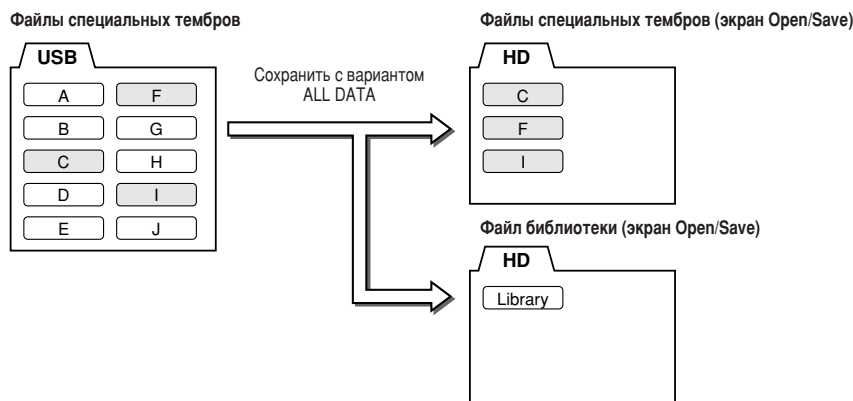 Файлы специальных тембров
USB
A F
B G
C H
D I
E J
Сохранить с вариантом
ALL DATA
Файлы специальных тембров (экран Open/Save)
HD
C
F
I
Файл библиотеки (экран Open/Save)
HD
Library